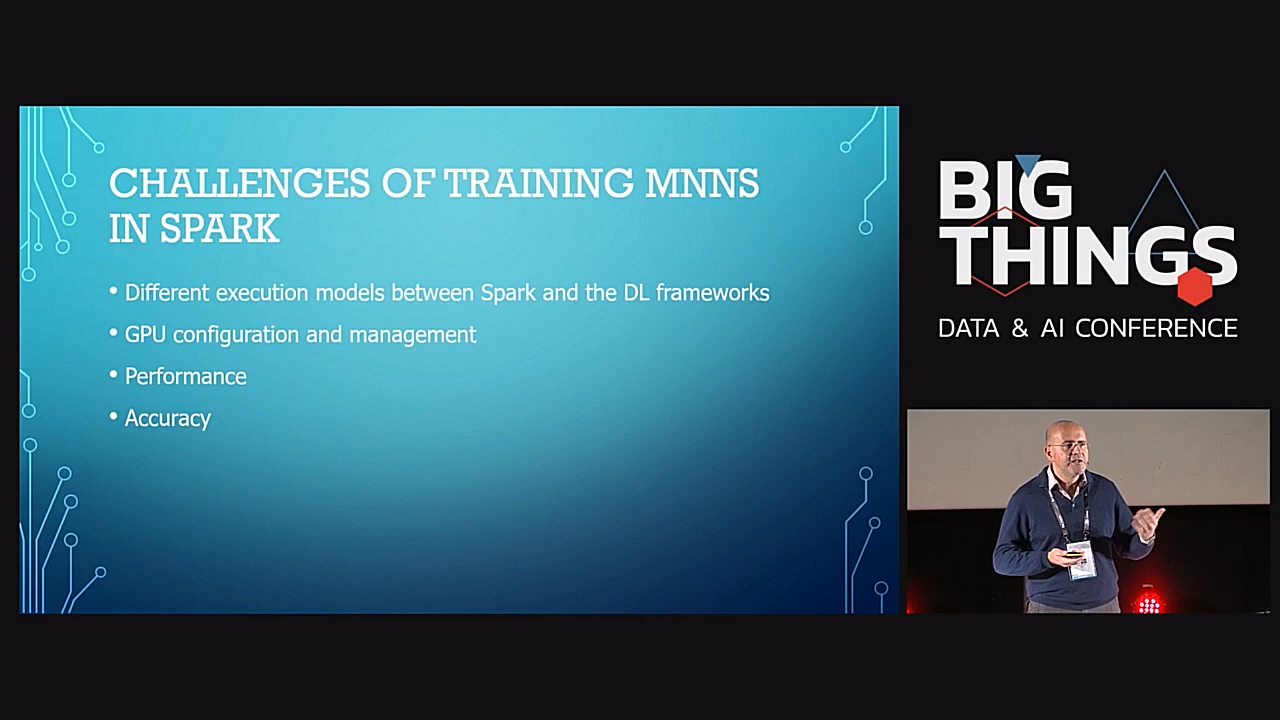 CHALLENGES OF TRAINING MNNS
IN SPARK
• Different execution models between Spark and the DL frameworks
• GPU configuration and management
• Performance
• Accuracy
BIG
THINGS
DATA & AI CONFERENCE